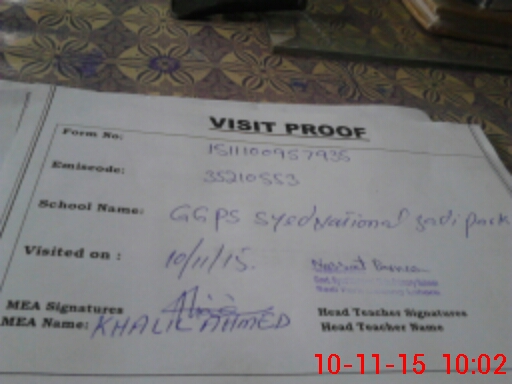 VISIT PROOF
Form No: 1511100957935
Emiscode: 35210553
School Name: GGPS Syed National
Visited on : 10/11/15.
MEA Signatures
Head Teacher Signatures
MEA Name: KHALIL AHMED
Head Teacher Name
10-11-15 10:02